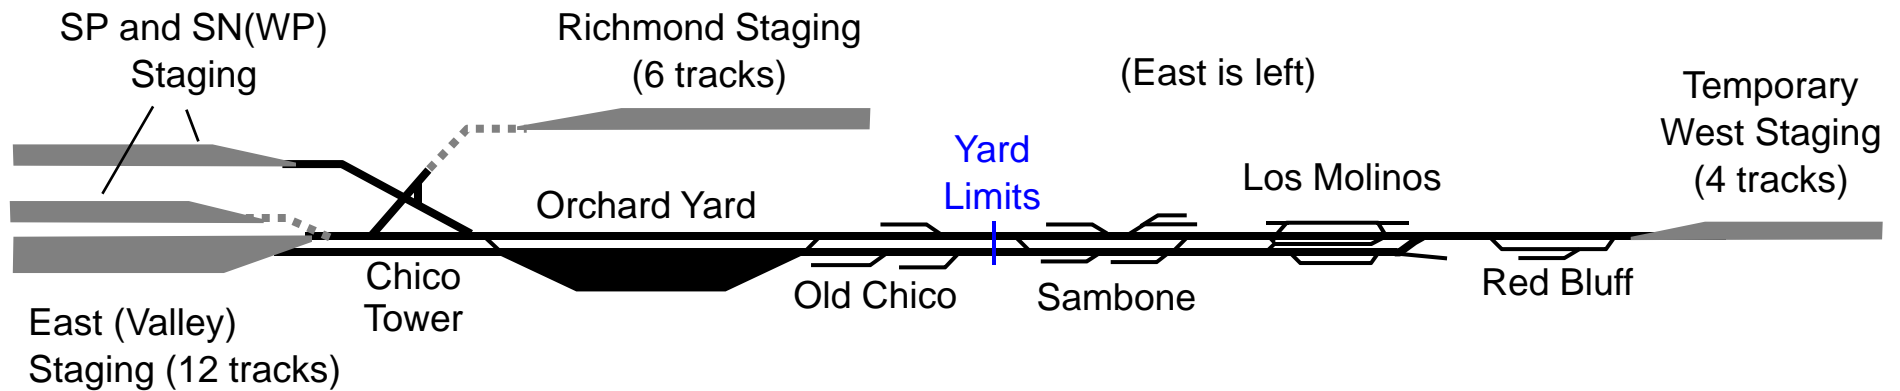 SP and SN(WP)
Staging
Richmond Staging
(6 tracks)
(East is left)
Temporary
West Staging
(4 tracks)
Yard
Limits
Los Molinos
Orchard Yard
Chico
Tower
Old Chico
Sambone
Red Bluff
East (Valley)
Staging (12 tracks)